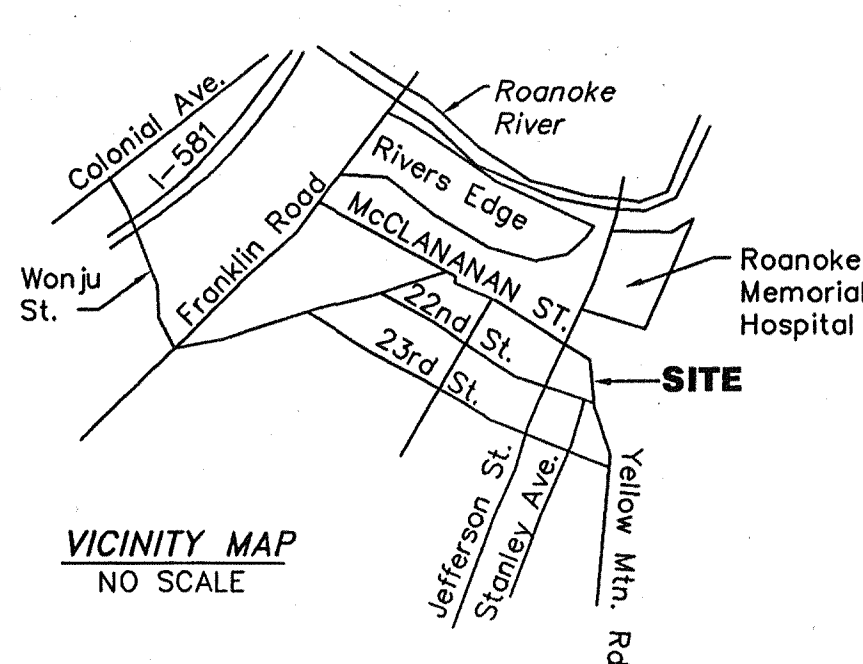 Colonial Ave.
I-581
Roanoke
River
Rivers Edge
Franklin Road
McCLANANAN ST.
Wonju
St.
Roanoke
Memorial
Hospital
22nd St.
23rd St.
SITE
Jefferson St.
Stanley Ave.
Yellow Mtn. Rd
VICINITY MAP
NO SCALE